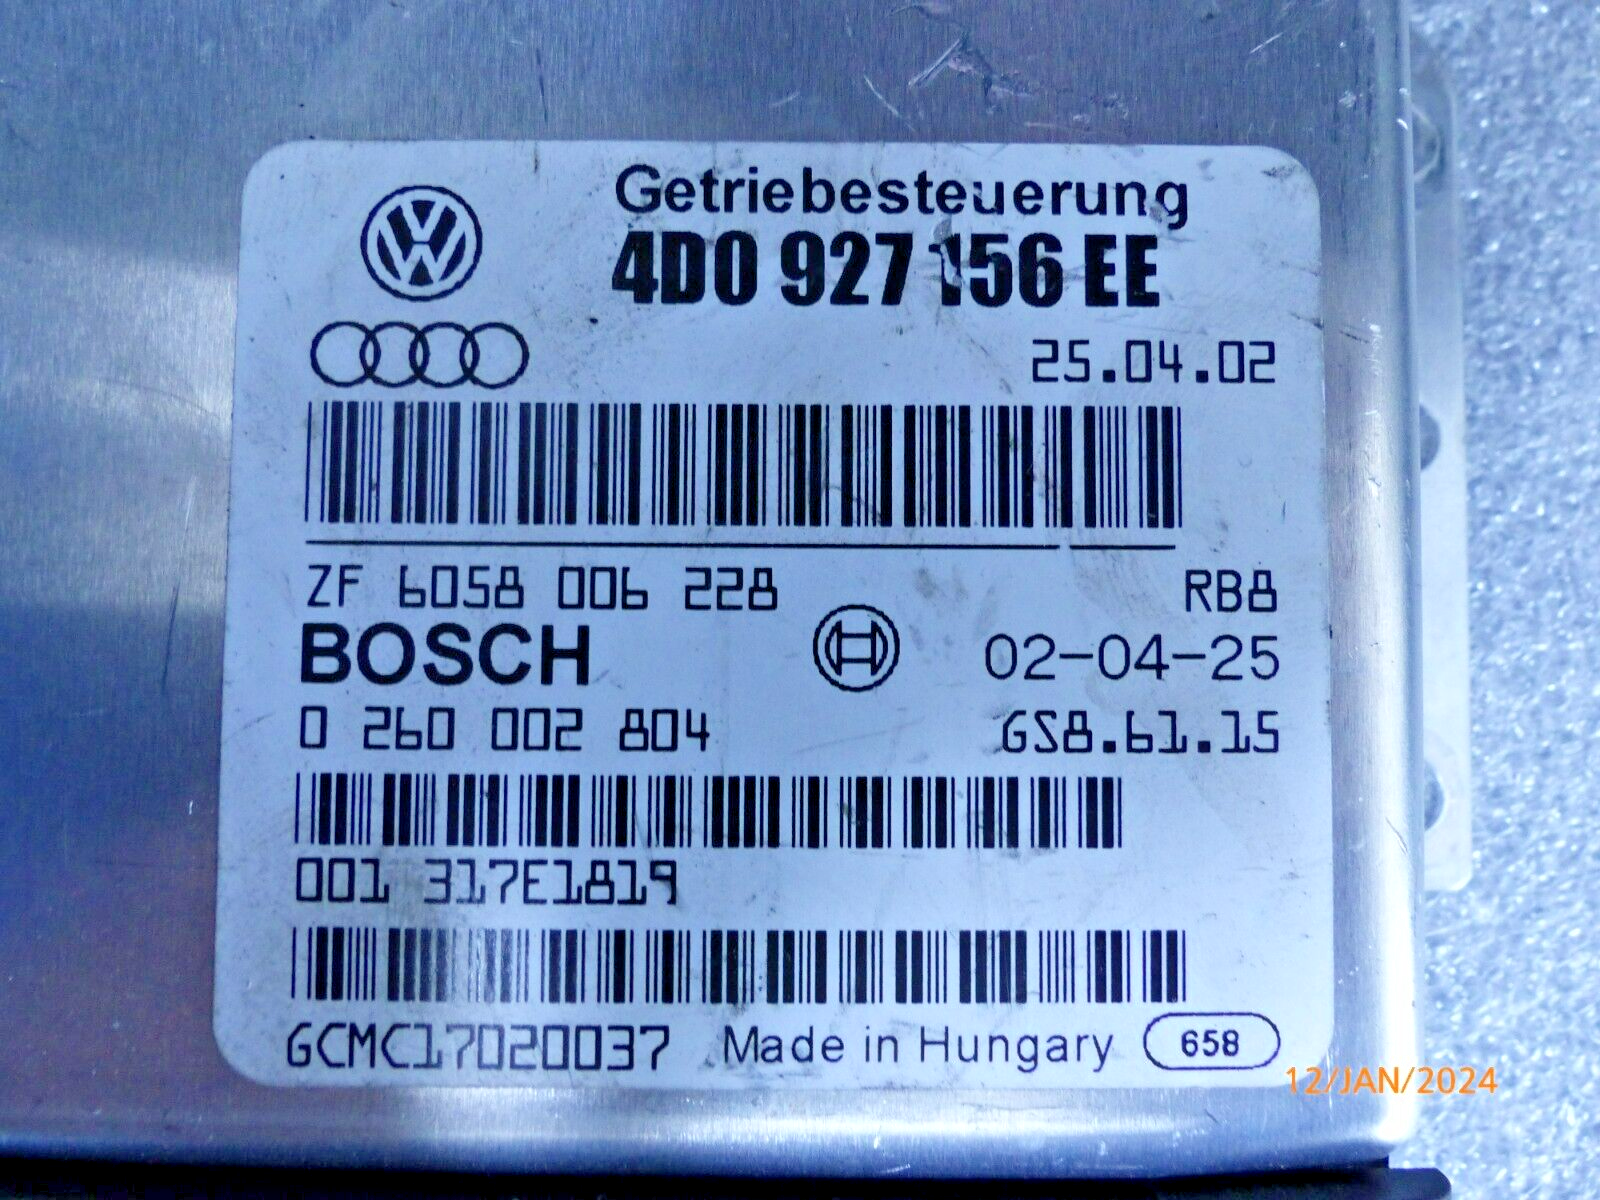 Getriebesteuerung
4D0 927 156 EE
25.04.02
ZF 6058 006 228 RB8
BOSCH 02-04-25
0 260 002 804 GS8.61.15
001 317E1819
GCMC17020037 Made in Hungary 658
12/JAN/2024